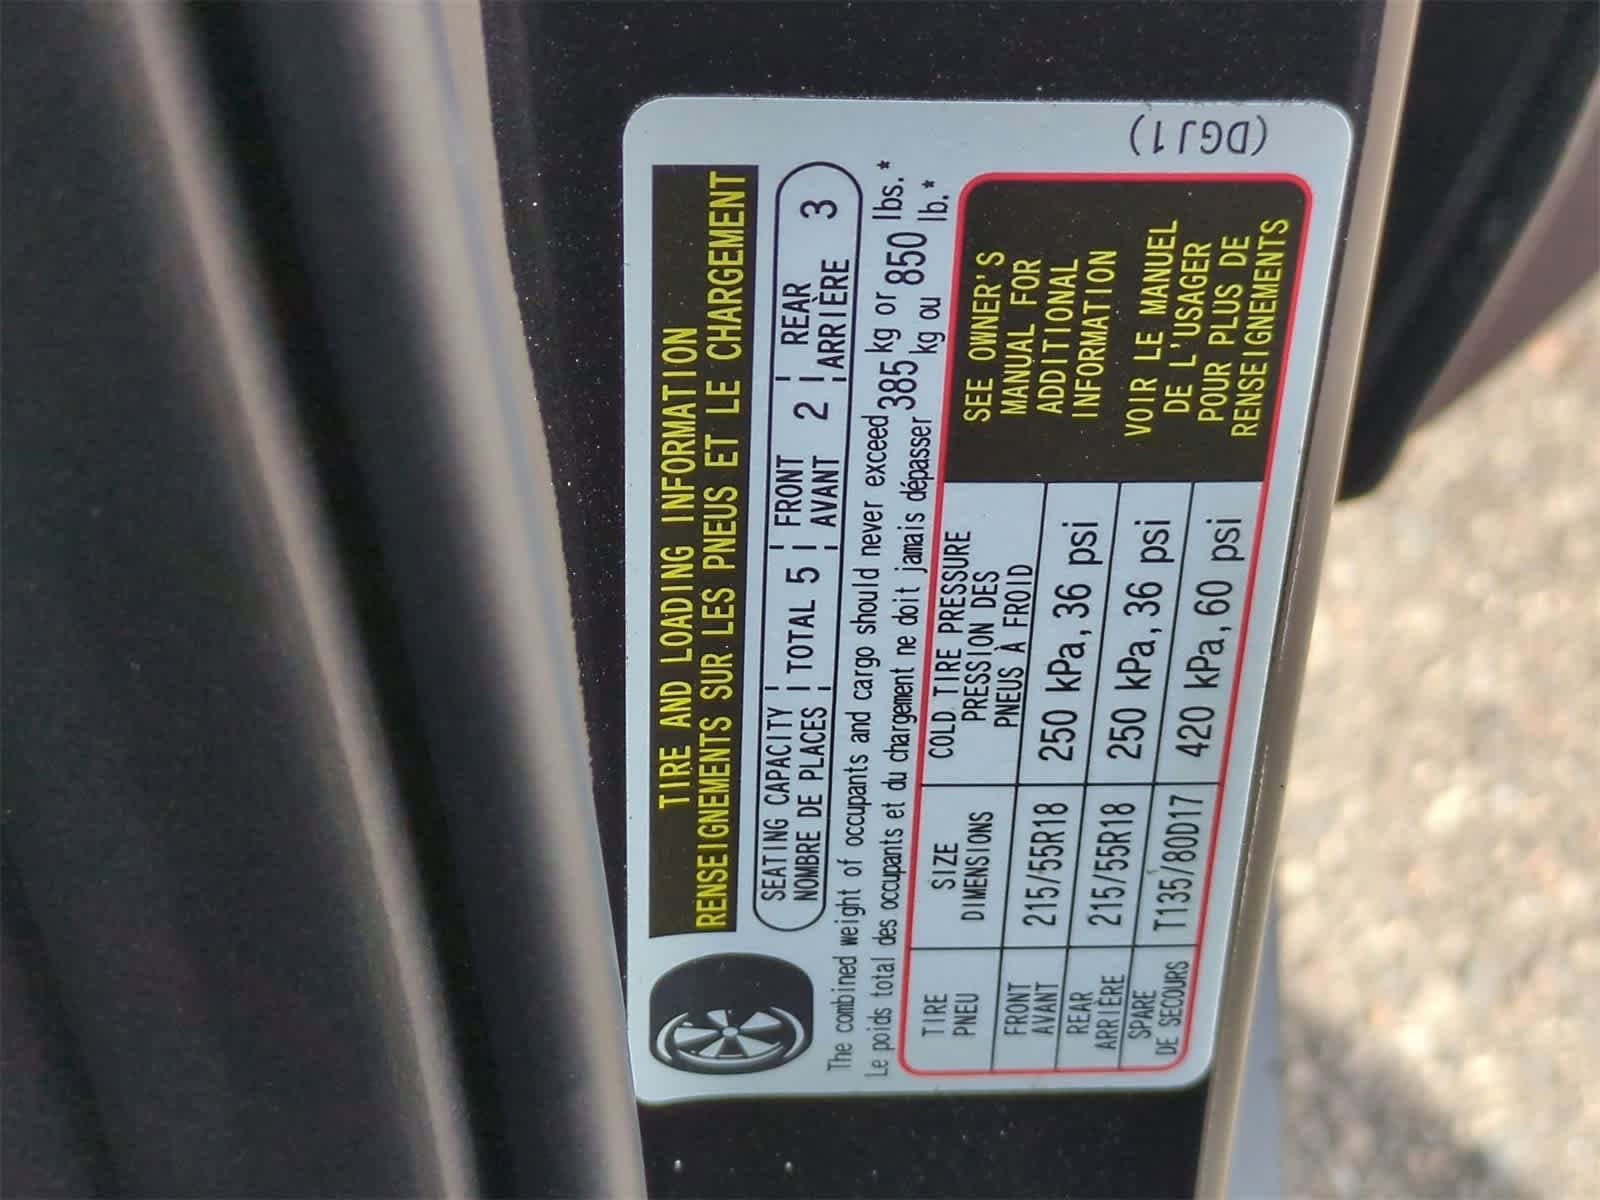 TIRE AND LOADING INFORMATION
RENSEIGNEMENTS SUR LES PNEUS ET LE CHARGEMENT
SEATING CAPACITY | TOTAL 5 | FRONT 2 | REAR 3
NOMBRE DE PLACES | AVANT | ARRIÈRE
The combined weight of occupants and cargo should never exceed 385 kg or 850 lbs.*
Le poids total des occupants et du chargement ne doit jamais dépasser kg ou lb.*
TIRE SIZE COLD TIRE PRESSURE
PNEU DIMENSIONS PRESSION DES
PNEUS À FROID
FRONT 215/55R18 250 kPa, 36 psi
AVANT
REAR 215/55R18 250 kPa, 36 psi
ARRIÈRE
SPARE T135/80D17 420 kPa, 60 psi
DE SECOURS
SEE OWNER'S
MANUAL FOR
ADDITIONAL
INFORMATION
VOIR LE MANUEL
DE L'USAGER
POUR PLUS DE
RENSEIGNEMENTS
(DGJ1)